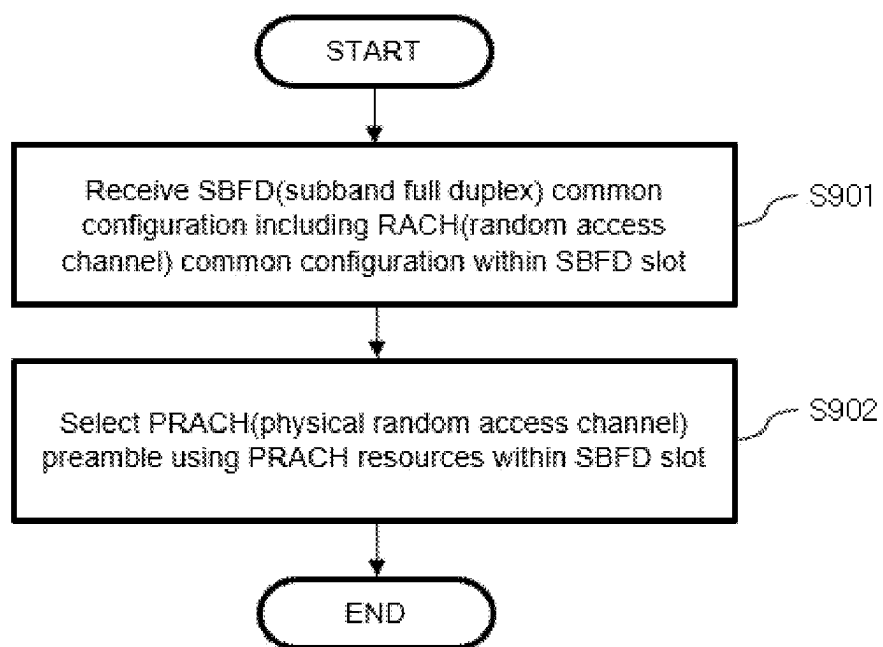 START
Receive SBFD(subband full duplex) common
configuration including RACH(random access
channel) common configuration within SBFD slot
S901
Select PRACH(physical random access channel)
preamble using PRACH resources within SBFD slot
S902
END